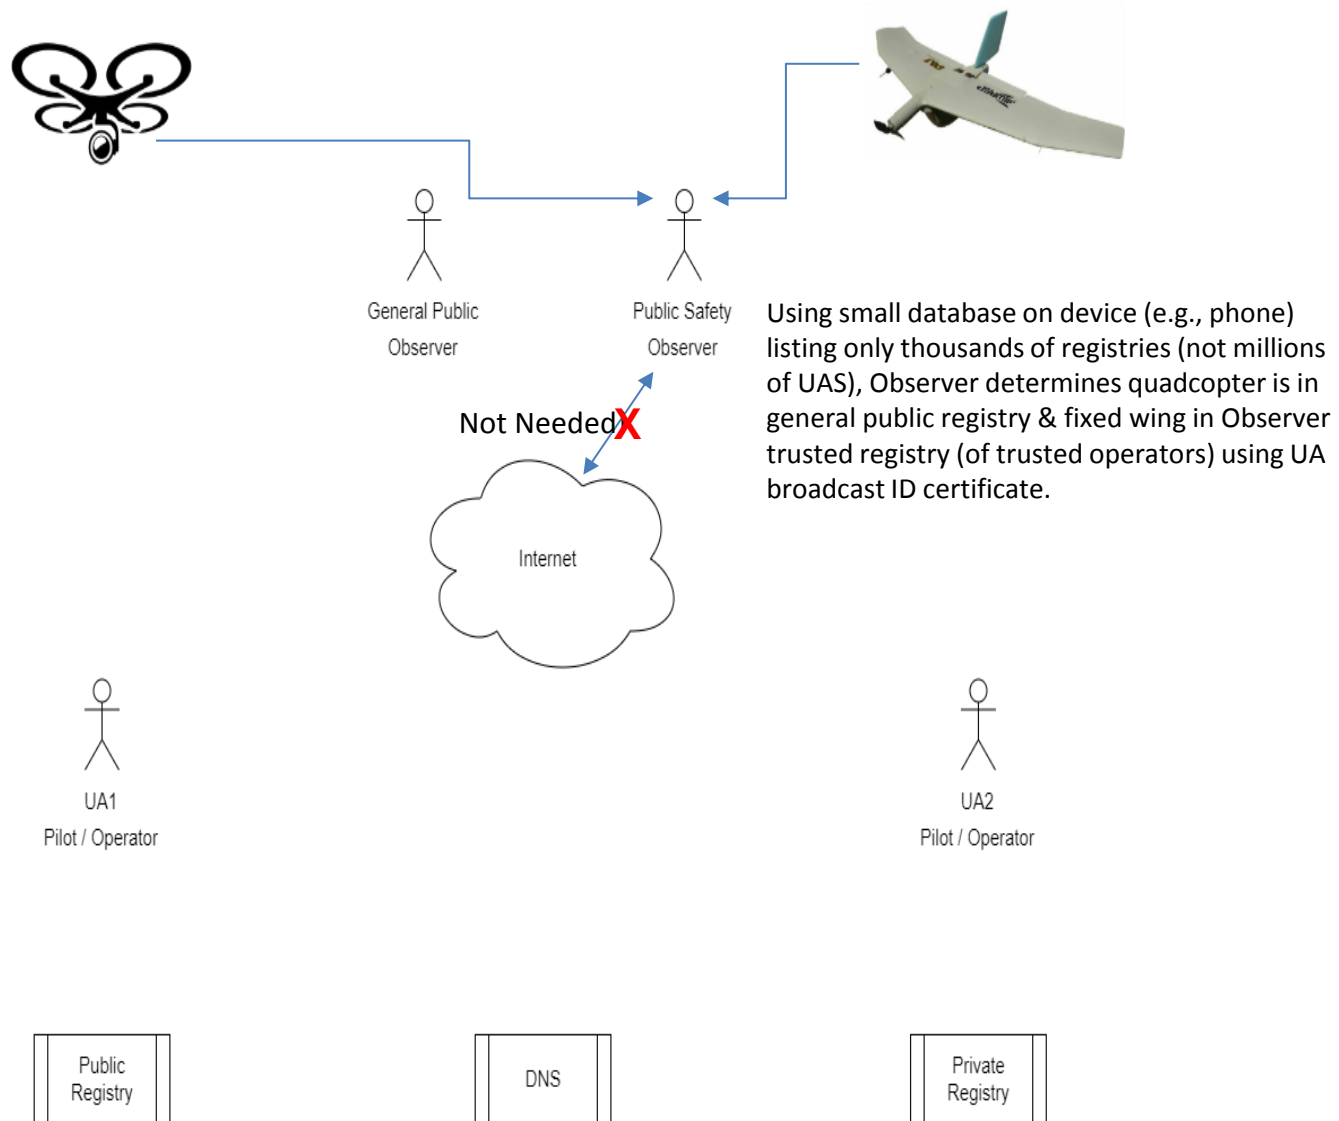 General Public
Observer
Public Safety
Observer
Using small database on device (e.g., phone)
listing only thousands of registries (not millions
of UAS), Observer determines quadcopter is in
general public registry & fixed wing in Observer
trusted registry (of trusted operators) using UA
broadcast ID certificate.
Not Needed
X
Internet
UA1
Pilot / Operator
UA2
Pilot / Operator
Public
Registry
DNS
Private
Registry